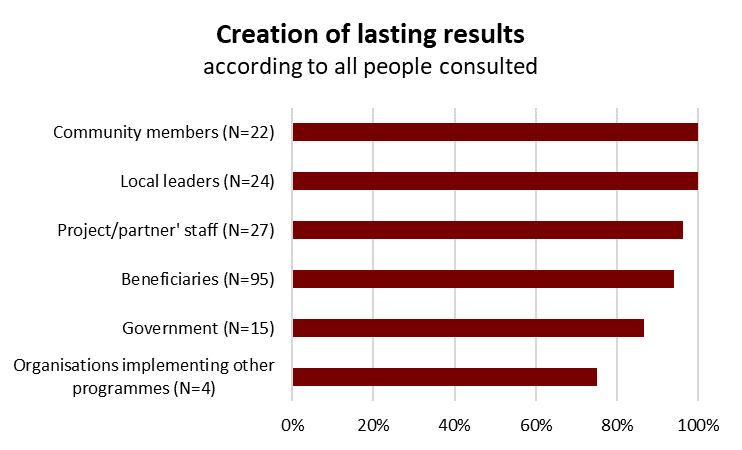 Creation of lasting results
according to all people consulted
Community members (N=22)
Local leaders (N=24)
Project/partner' staff (N=27)
Beneficiaries (N=95)
Government (N=15)
Organisations implementing other
programmes (N=4)
0% 20% 40% 60% 80% 100%